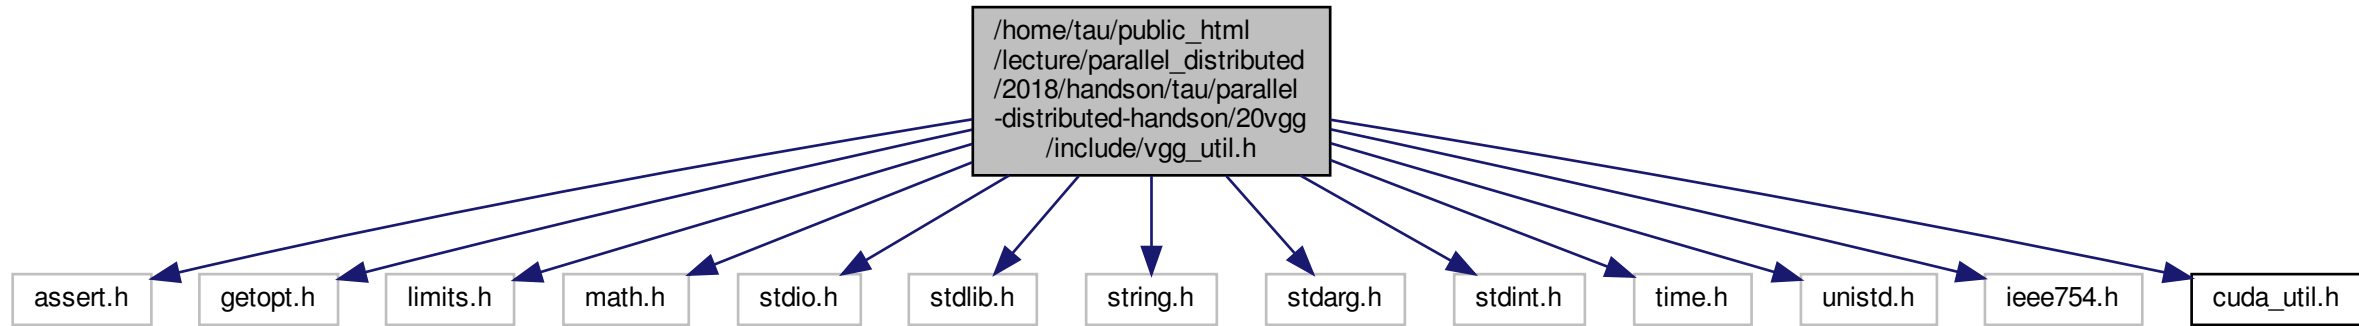 /home/tau/public_html
/lecture/parallel_distributed
/2018/handson/tau/parallel
-distributed-handson/20vgg
/include/vgg_util.h
assert.h
getopt.h
limits.h
math.h
stdio.h
stdlib.h
string.h
stdarg.h
stdint.h
time.h
unistd.h
ieee754.h
cuda_util.h